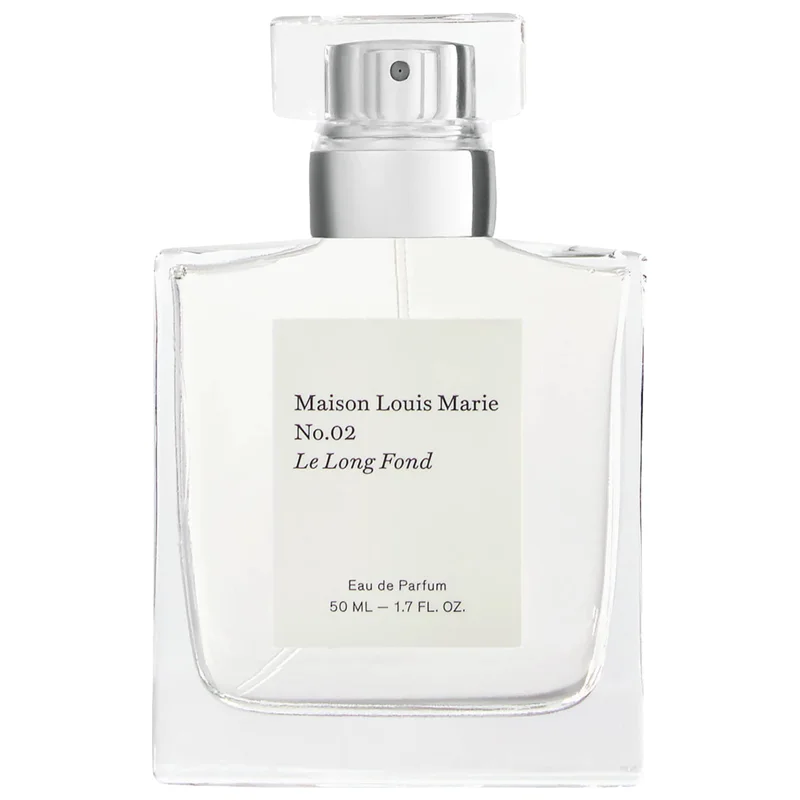 Maison Louis Marie
No.02
Le Long Fond
Eau de Parfum
50 ML — 1.7 FL. OZ.